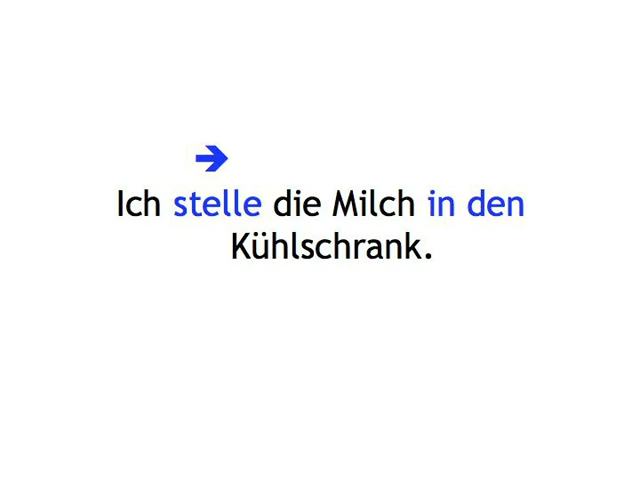 ➔
Ich stelle die Milch in den
Kühlschrank.